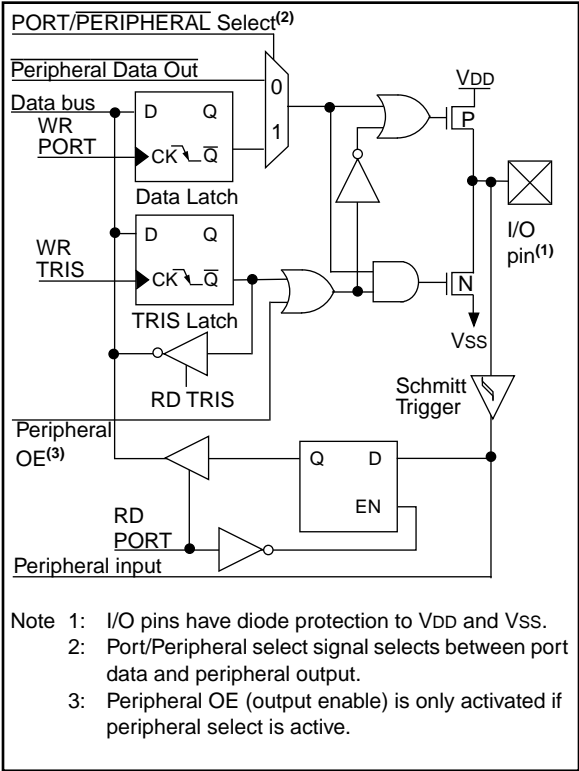 PORT/PERIPHERAL Select(2)
Peripheral Data Out
Data bus
WR
PORT
D Q
CK Q
Data Latch
0
1
VDD
P
I/O
pin(1)
WR
TRIS
D Q
CK Q
TRIS Latch
N
VSS
RD TRIS
Schmitt
Trigger
Peripheral
OE(3)
Q D
EN
RD
PORT
Peripheral input
Note 1: I/O pins have diode protection to VDD and VSS.
2: Port/Peripheral select signal selects between port
data and peripheral output.
3: Peripheral OE (output enable) is only activated if
peripheral select is active.